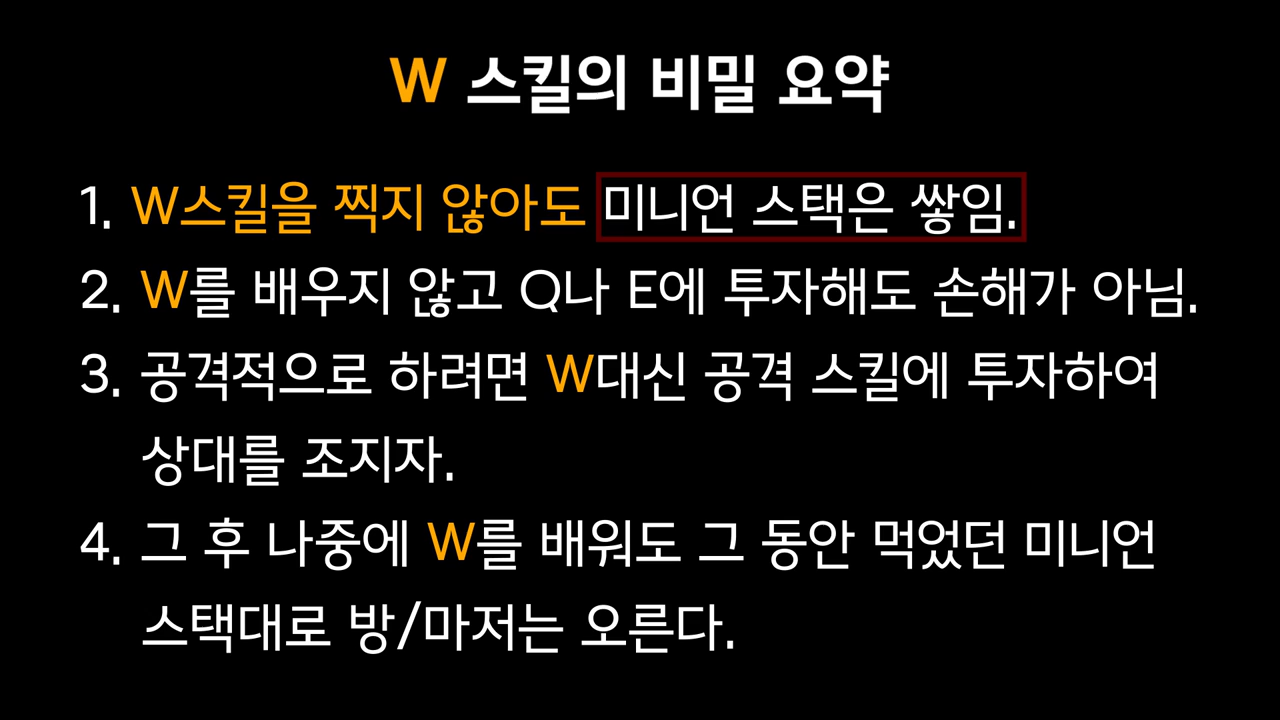 W 스킬의 비밀 요약
1. W스킬을 찍지 않아도 미니언 스택은 쌓임.
2. W를 배우지 않고 Q나 E에 투자해도 손해가 아님.
3. 공격적으로 하려면 W대신 공격 스킬에 투자하여
상대를 조지자.
4. 그 후 나중에 W를 배워도 그 동안 먹었던 미니언
스택대로 방/마저는 오른다.